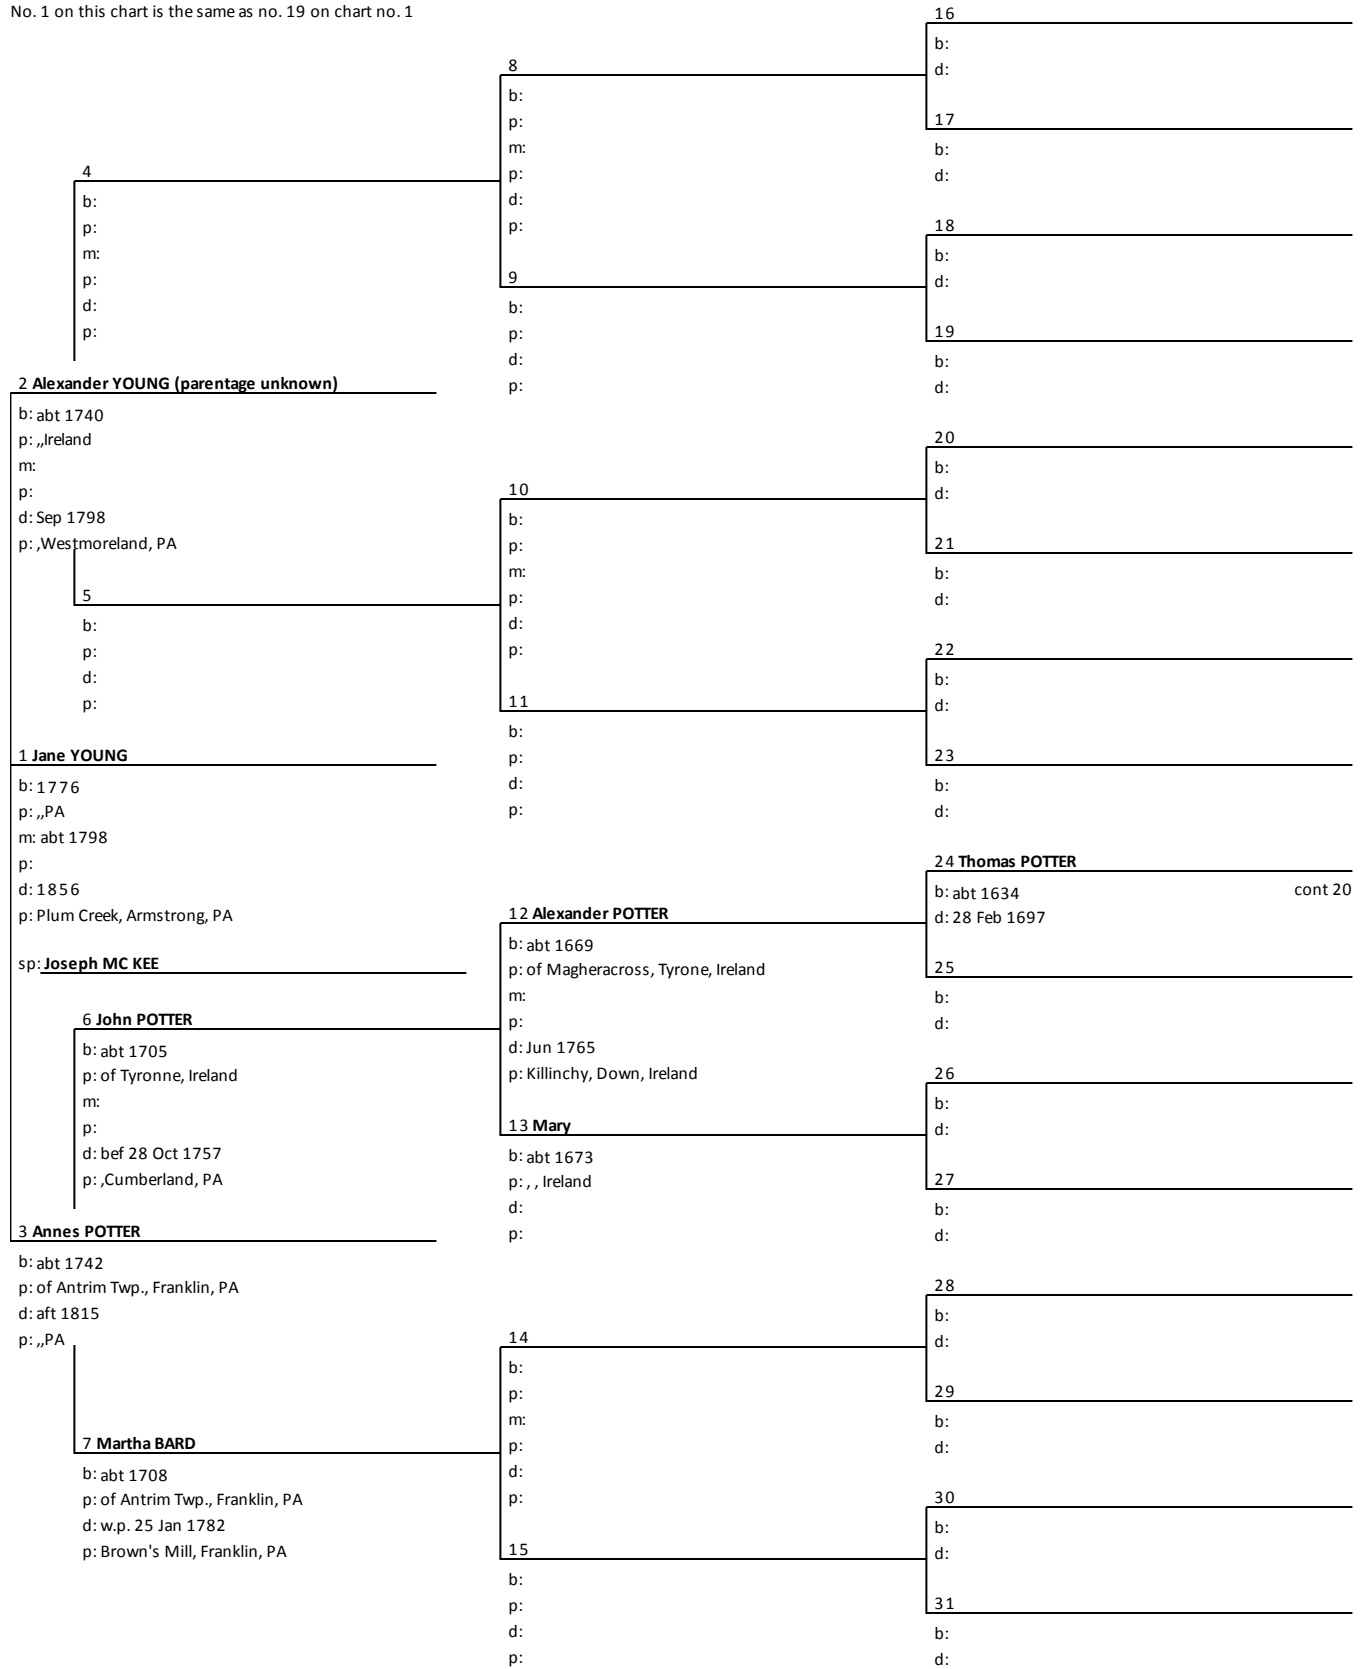 No. 1 on this chart is the same as no. 19 on chart no. 1
16
b:
d:
8
b:
p:
m:
p:
d:
p:
17
b:
d:
4
b:
p:
m:
p:
d:
p:
18
b:
d:
9
b:
p:
d:
p:
19
b:
d:
2 Alexander YOUNG (parentage unknown)
b: abt 1740
p: ,,Ireland
m:
p:
d: Sep 1798
p: ,Westmoreland, PA
20
b:
d:
10
b:
p:
m:
p:
d:
p:
21
b:
d:
5
b:
p:
d:
p:
22
b:
d:
11
b:
p:
d:
p:
23
b:
d:
1 Jane YOUNG
b: 1776
p: ,,PA
m: abt 1798
p:
d: 1856
p: Plum Creek, Armstrong, PA
sp: Joseph MC KEE
24 Thomas POTTER
b: abt 1634 cont 20
d: 28 Feb 1697
12 Alexander POTTER
b: abt 1669
p: of Magheracross, Tyrone, Ireland
m:
p:
d: Jun 1765
p: Killinchy, Down, Ireland
25
b:
d:
6 John POTTER
b: abt 1705
p: of Tyronne, Ireland
m:
p:
d: bef 28 Oct 1757
p: ,Cumberland, PA
26
b:
d:
13 Mary
b: abt 1673
p: , , Ireland
d:
p:
27
b:
d:
3 Annes POTTER
b: abt 1742
p: of Antrim Twp., Franklin, PA
d: aft 1815
p: ,,PA
28
b:
d:
14
b:
p:
m:
p:
d:
p:
29
b:
d:
7 Martha BARD
b: abt 1708
p: of Antrim Twp., Franklin, PA
d: w.p. 25 Jan 1782
p: Brown's Mill, Franklin, PA
30
b:
d:
15
b:
p:
d:
p:
31
b:
d: